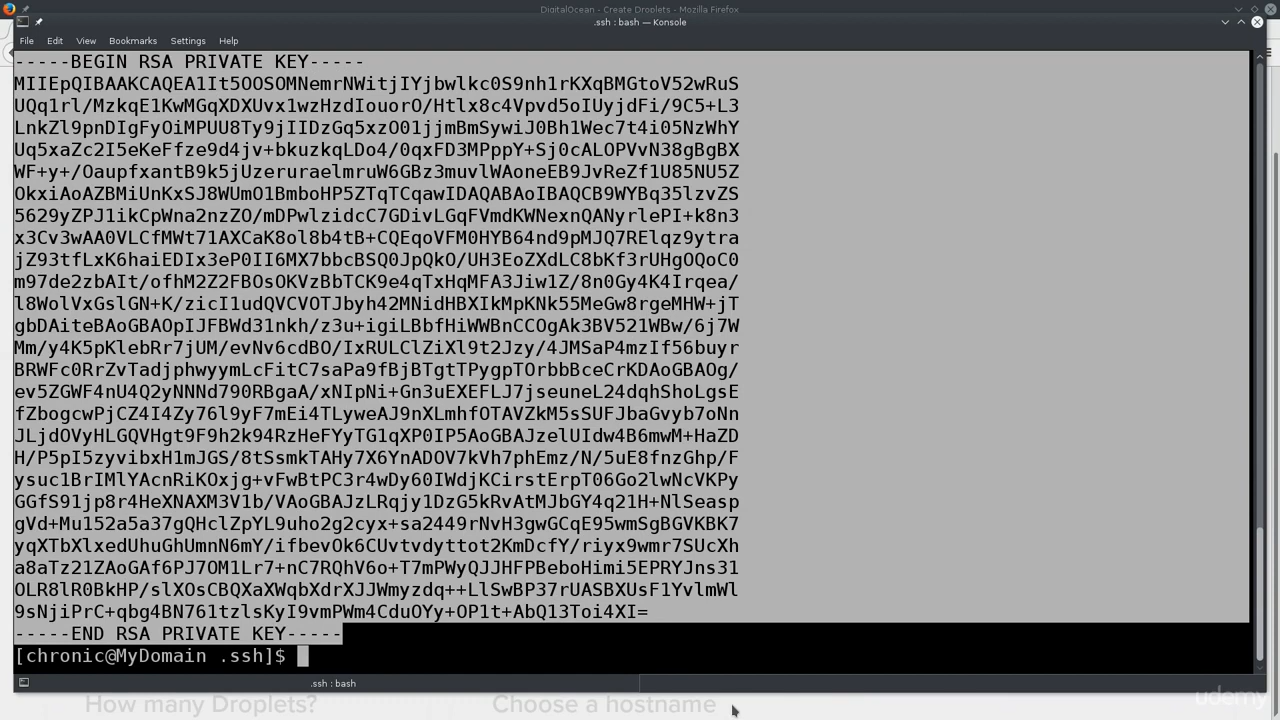 DigitalOcean - Create Droplets - Mozilla Firefox
.ssh : bash — Konsole
File Edit View Bookmarks Settings Help
-----BEGIN RSA PRIVATE KEY-----
MIIEpQIBAAKCAQEA1It5OOSOMNemrNWitjIYjbwlkc0S9nh1rKXqBMGtoV52wRuS
UQq1rl/MzkqE1KwMGqXDXUvx1wzHzdIouorO/Htlx8c4Vpvd5oIUyjdFi/9C5+L3
LnkZl9pnDIgFyOiMPUU8Ty9jIIDzGq5xzO01jjmBmSywiJ0Bh1Wec7t4i05NzWhY
Uq5xaZc2I5eKeFfze9d4jv+bkuzkqLDo4/0qxFD3MPppY+Sj0cALOPVvN38gBgBX
WF+y+/OaupfxantB9k5jUzeruraelmruW6GBz3muvlWAoneEB9JvReZf1U85NU5Z
OkxiAoAZBMiUnKxSJ8WUmO1BmboHP5ZTqTCqawIDAQABAoIBAQCB9WYBq35lzvZS
5629yZPJ1ikCpWna2nzZO/mDPwlzidcC7GDivLGqFVmdKWNexnQANyrlePI+k8n3
x3Cv3wAA0VLCfMWt71AXCaK8ol8b4tB+CQEqoVFM0HYB64nd9pMJQ7RElqz9ytra
jZ93tfLxK6haiEDIx3eP0II6MX7bbcBSQ0JpQkO/UH3EoZXdLC8bKf3rUHgOQoC0
m97de2zbAIt/ofhM2Z2FBOsOKVzBbTCK9e4qTxHqMFA3Jiw1Z/8n0Gy4K4Irqea/
l8WolVxGslGN+K/zicI1udQVCVOTJbyh42MNidHBXIkMpKNk55MeGw8rgeMHW+jT
gbDAiteBAoGBAOpIJFBWd31nkh/z3u+igiLBbfHiWWBnCCOgAk3BV521WBw/6j7W
Mm/y4K5pKlebRr7jUM/evNv6cdBO/IxRULClZiXl9t2Jzy/4JMSaP4mzIf56buyr
BRWFc0RrZvTadjphwyymLcFitC7saPa9fBjBTgtTPygpTOrbbBceCrKDAoGBAOg/
ev5ZGWF4nU4Q2yNNNd790RBgaA/xNIpNi+Gn3uEXEFLJ7jseuneL24dqhShoLgsE
fZbogcwPjCZ4I4Zy76l9yF7mEi4TLyweAJ9nXLmhfOTAVZkM5sSUFJbaGvyb7oNn
JLjdOVyHLGQVHgt9F9h2k94RzHeFYyTG1qXP0IP5AoGBAJzelUIdw4B6mwM+HaZD
H/P5pI5zyvibxH1mJGS/8tSsmkTAHy7X6YnADOV7kVh7phEmz/N/5uE8fnzGhp/F
ysuc1BrIMlYAcnRiKOxjg+vFwBtPC3r4wDy60IWdjKCirstErpT06Go2lwNcVKPy
GGfS91jp8r4HeXNAXM3V1b/VAoGBAJzLRqjy1DzG5kRvAtMJbGY4q21H+NlSeasp
gVd+Mu152a5a37gQHclZpYL9uho2g2cyx+sa2449rNvH3gwGCqE95wmSgBGVKBK7
yqXTbXlxedUhuGhUmnN6mY/ifbevOk6CUvtvdyttot2KmDcfY/riyx9wmr7SUcXh
a8aTz21ZAoGAf6PJ7OM1Lr7+nC7RQhV6o+T7mPWyQJJHFPBeboHimi5EPRYJns31
OLR8lR0BkHP/slXOsCBQXaXWqbXdrXJJWmyzdq++LlSwBP37rUASBXUsF1YvlmWl
9sNjiPrC+qbg4BN761tzlsKyI9vmPWm4CduOYy+OP1t+AbQ13Toi4XI=
-----END RSA PRIVATE KEY-----
[chronic@MyDomain .ssh]$
.ssh : bash
How many Droplets?
Choose a hostname
udemy